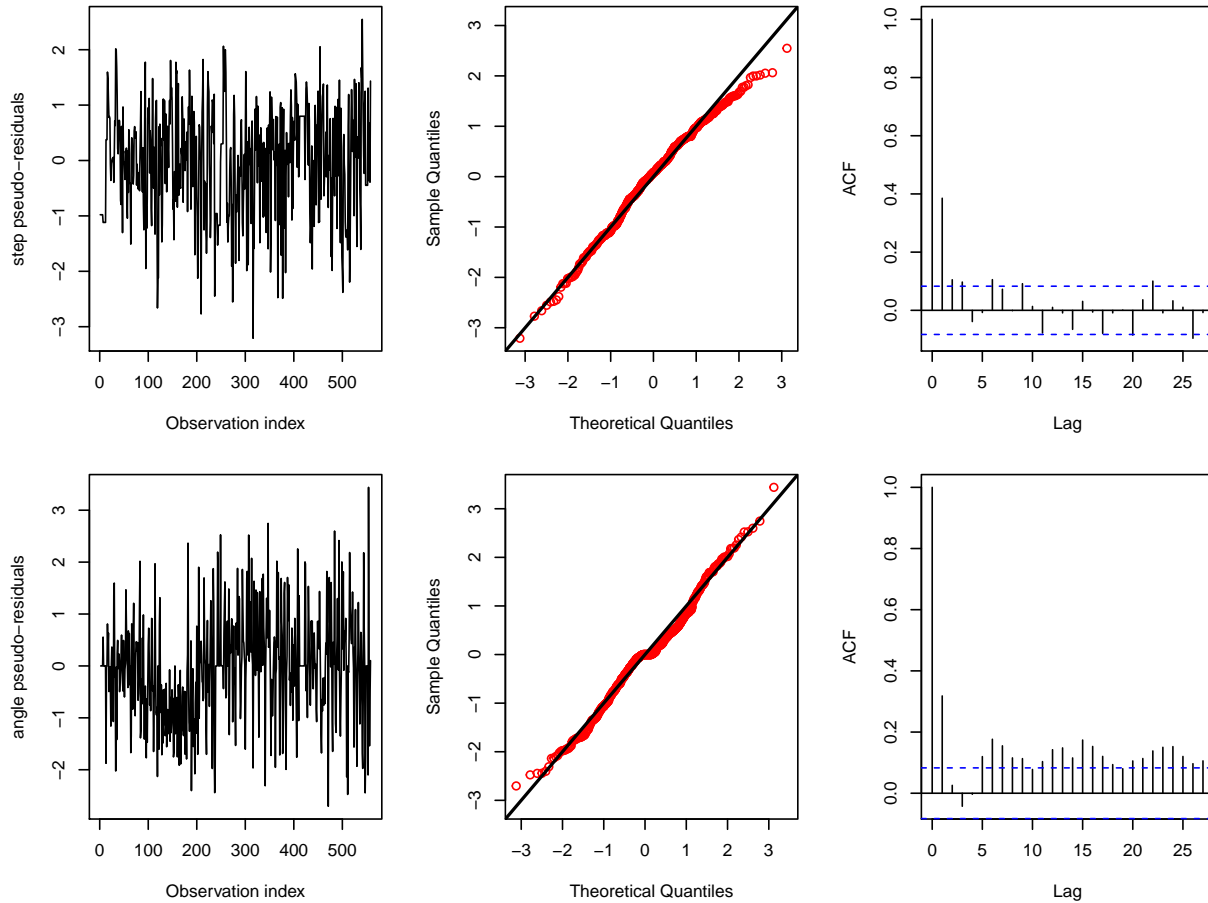 step pseudo−residuals
2
1
0
−1
−2
−3
0 100 200 300 400 500
Observation index
Sample Quantiles
3
2
1
0
−1
−2
−3
−3 −2 −1 0 1 2 3
Theoretical Quantiles
ACF
1.0
0.8
0.6
0.4
0.2
0.0
0 5 10 15 20 25
Lag
angle pseudo−residuals
3
2
1
0
−1
−2
0 100 200 300 400 500
Observation index
Sample Quantiles
3
2
1
0
−1
−2
−3
−3 −2 −1 0 1 2 3
Theoretical Quantiles
ACF
1.0
0.8
0.6
0.4
0.2
0.0
0 5 10 15 20 25
Lag